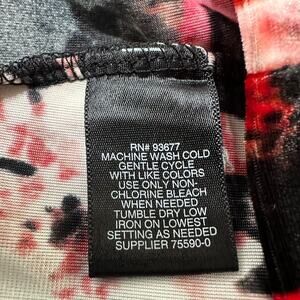 RN# 93677
MACHINE WASH COLD
GENTLE CYCLE
WITH LIKE COLORS
USE ONLY NON-
CHLORINE BLEACH
WHEN NEEDED
TUMBLE DRY LOW
IRON ON LOWEST
SETTING AS NEEDED
SUPPLIER 75590-0